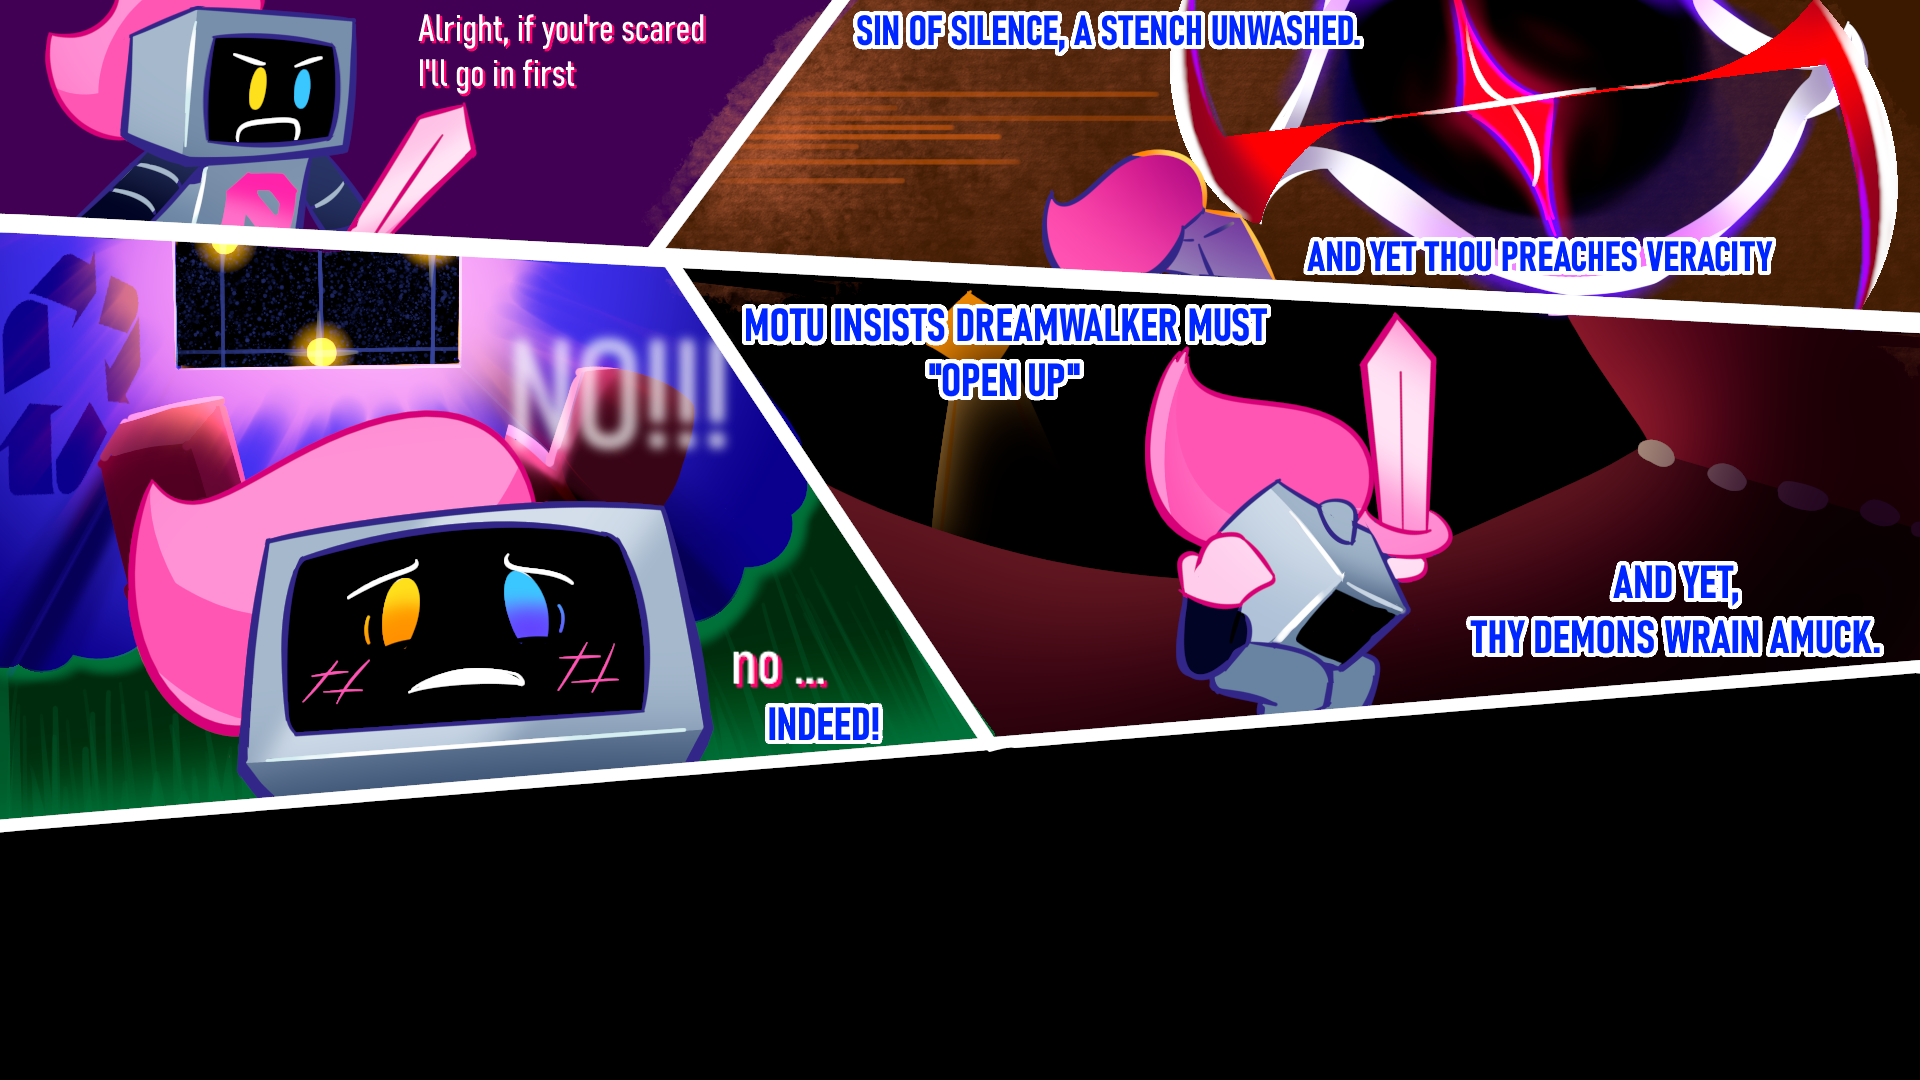 Alright, if you're scared
I'll go in first
SIN OF SILENCE, A STENCH UNWASHED.
AND YET THOU PREACHES VERACITY
NO!!!
no ...
INDEED!
MOTU INSISTS DREAMWALKER MUST
"OPEN UP"
AND YET,
THY DEMONS WRAIN AMUCK.